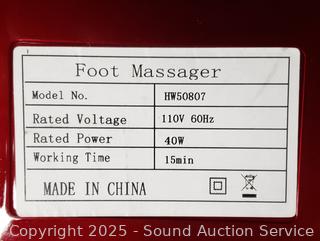 Foot Massager
Model No. HW50807
Rated Voltage 110V 60Hz
Rated Power 40W
Working Time 15min
MADE IN CHINA
Copyright 2025 - Sound Auction Service